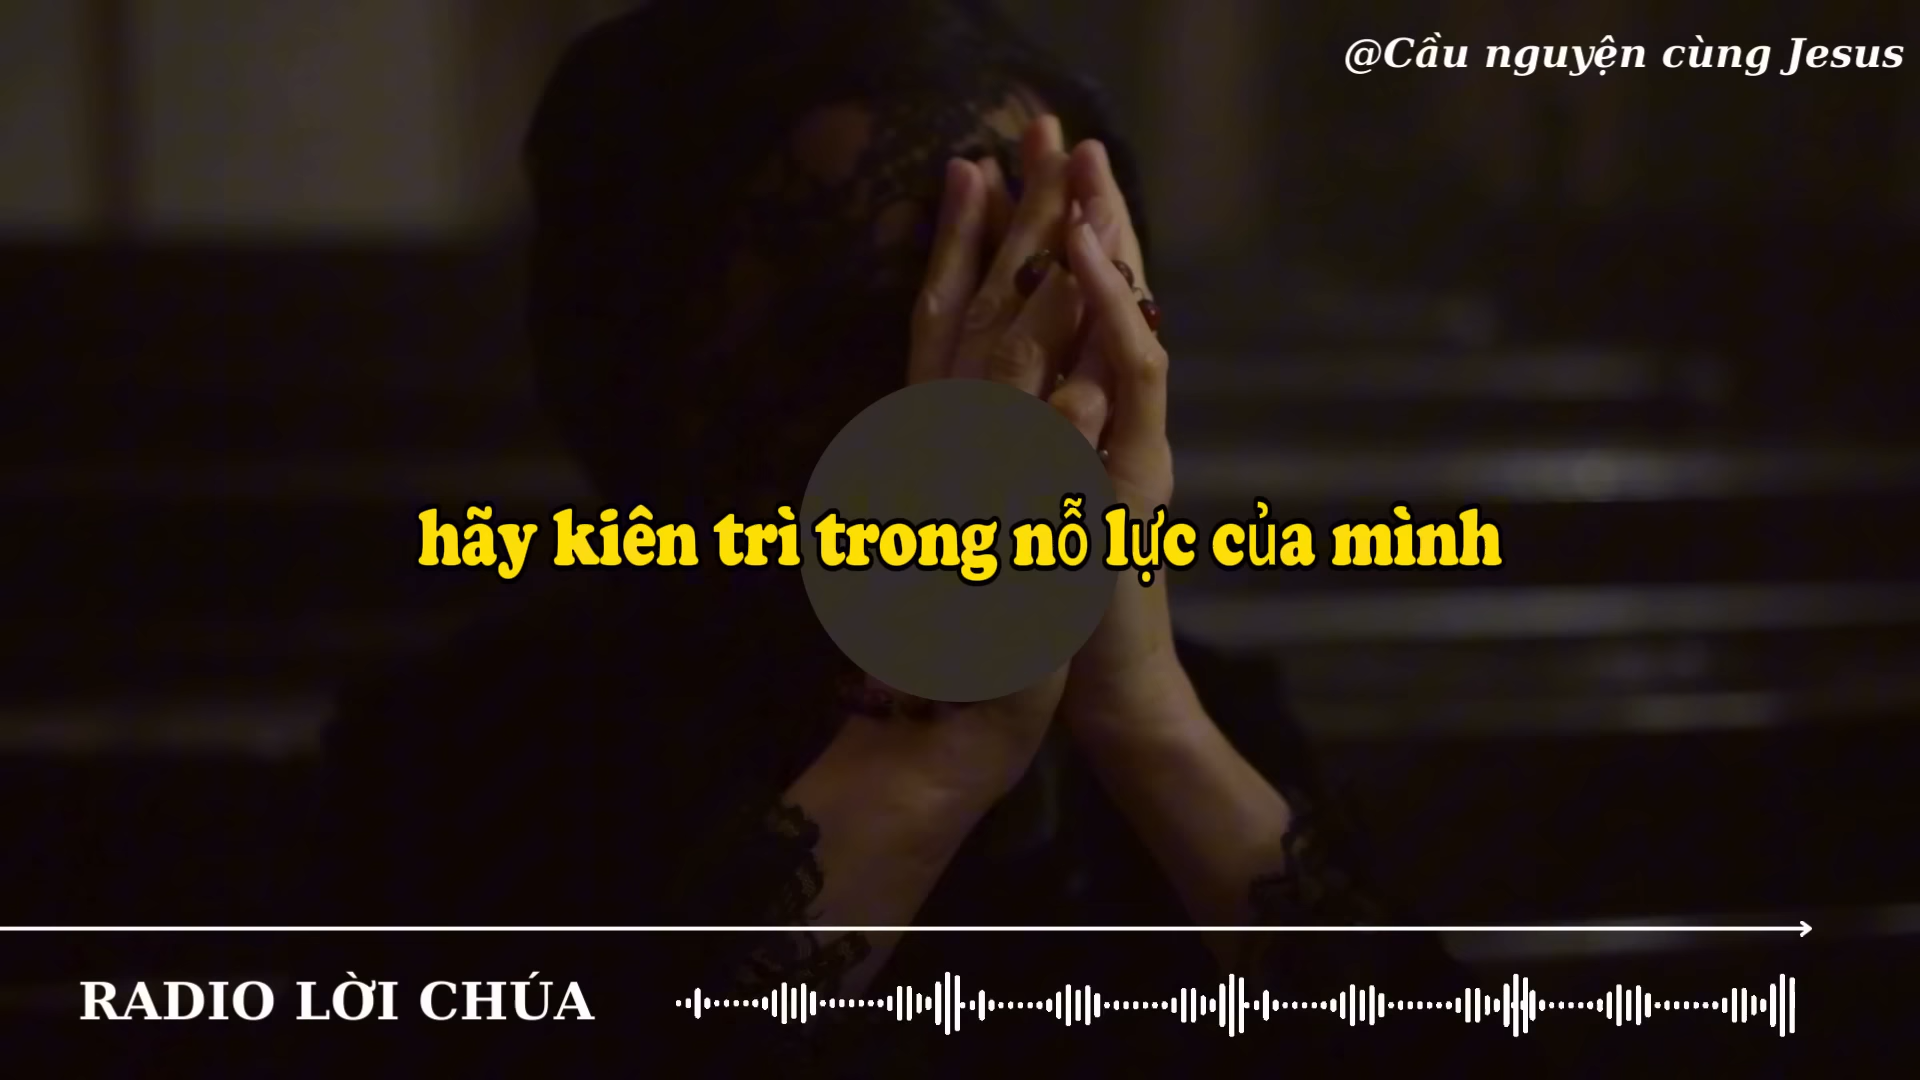 @Cầu nguyện cùng Jesus
hãy kiên trì trong nỗ lực của mình
RADIO LỜI CHÚA